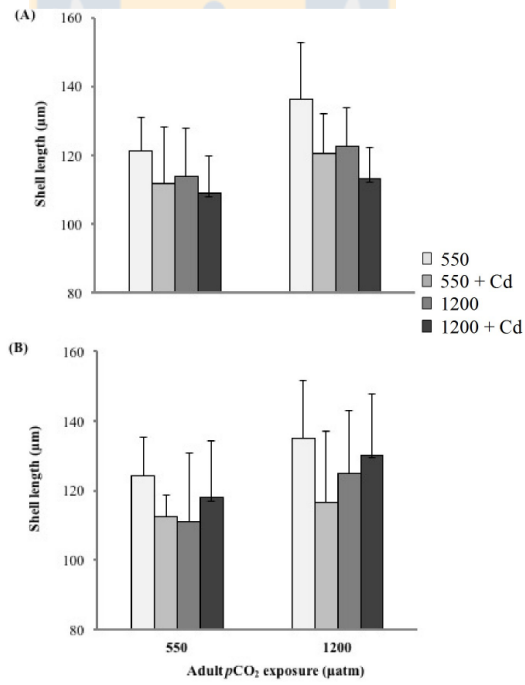 (A)
160
140
120
100
80
Shell length (µm)
550
550 + Cd
1200
1200 + Cd
(B)
160
140
120
100
80
Shell length (µm)
550
1200
Adult pCO₂ exposure (µatm)